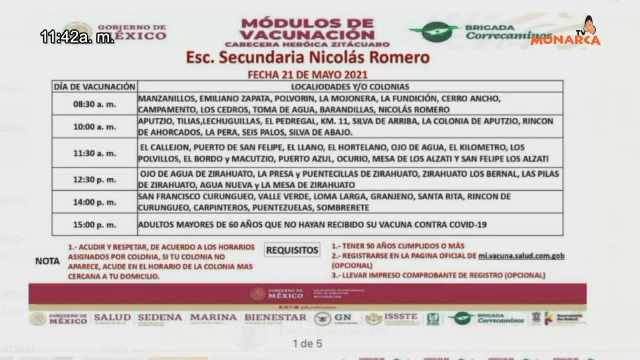 11:42a. m.
GOBIERNO DE MÉXICO
MÓDULOS DE VACUNACIÓN
CABECERA HERÓICA ZITÁCUARO
BRIGADA Correcaminos
TV MONARCA
Esc. Secundaria Nicolás Romero
FECHA 21 DE MAYO 2021
DÍA DE VACUNACIÓN LOCALIODADES Y/O COLONIAS
08:30 a. m. MANZANILLOS, EMILIANO ZAPATA, POLVORIN, LA MOJONERA, LA FUNDICIÓN, CERRO ANCHO,
CAMPAMENTO, LOS CEDROS, TOMA DE AGUA, BARANDILLAS, NICOLÁS ROMERO
10:00 a. m. APUTZIO, TILIAS,LECHUGUILLAS, EL PEDREGAL, KM. 11, SILVA DE ARRIBA, LA COLONIA DE APUTZIO, RINCON
DE AHORCADOS, LA PERA, SEIS PALOS, SILVA DE ABAJO.
11:30 a. m. EL CALLEJON, PUERTO DE SAN FELIPE, EL LLANO, EL HORTELANO, OJO DE AGUA, EL KILOMETRO, LOS
POLVILLOS, EL BORDO y MACUTZIO, PUERTO AZUL, OCURIO, MESA DE LOS ALZATI Y SAN FELIPE LOS ALZATI
12:30 p. m. OJO DE AGUA DE ZIRAHUATO, LA PRESA y PUENTECILLAS DE ZIRAHUATO, ZIRAHUATO LOS BERNAL, LAS PILAS
DE ZIRAHUATO, AGUA NUEVA y LA MESA DE ZIRAHUATO
14:00 p. m. SAN FRANCISCO CURUNGUEO, VALLE VERDE, LOMA LARGA, GRANJENO, SANTA RITA, RINCON DE
CURUNGUEO, CARPINTEROS, PUENTEZUELAS, SOMBRERETE
15:00 p. m. ADULTOS MAYORES DE 60 AÑOS QUE NO HAYAN RECIBIDO SU VACUNA CONTRA COVID-19
NOTA
1.- ACUDIR Y RESPETAR, DE ACUERDO A LOS HORARIOS
ASIGNADOS POR COLONIA, SI TU COLONIA NO
APARECE, ACUDE EN EL HORARIO DE LA COLONIA MAS
CERCANA A TU DOMICILIO.
REQUISITOS
1.- TENER 50 AÑOS CUMPLIDOS O MÁS
2.- REGISTRARSE EN LA PAGINA OFICIAL DE mi.vacuna.salud.com.gob
(OPCIONAL)
3.- LLEVAR IMPRESO COMPROBANTE DE REGISTRO (OPCIONAL)
GOBIERNO DE MÉXICO
GOBIERNO DE MÉXICO SALUD SEDENA MARINA BIENESTAR GN ISSSTE BRIGADA Correcaminos Secretaría de Salud
1 de 5